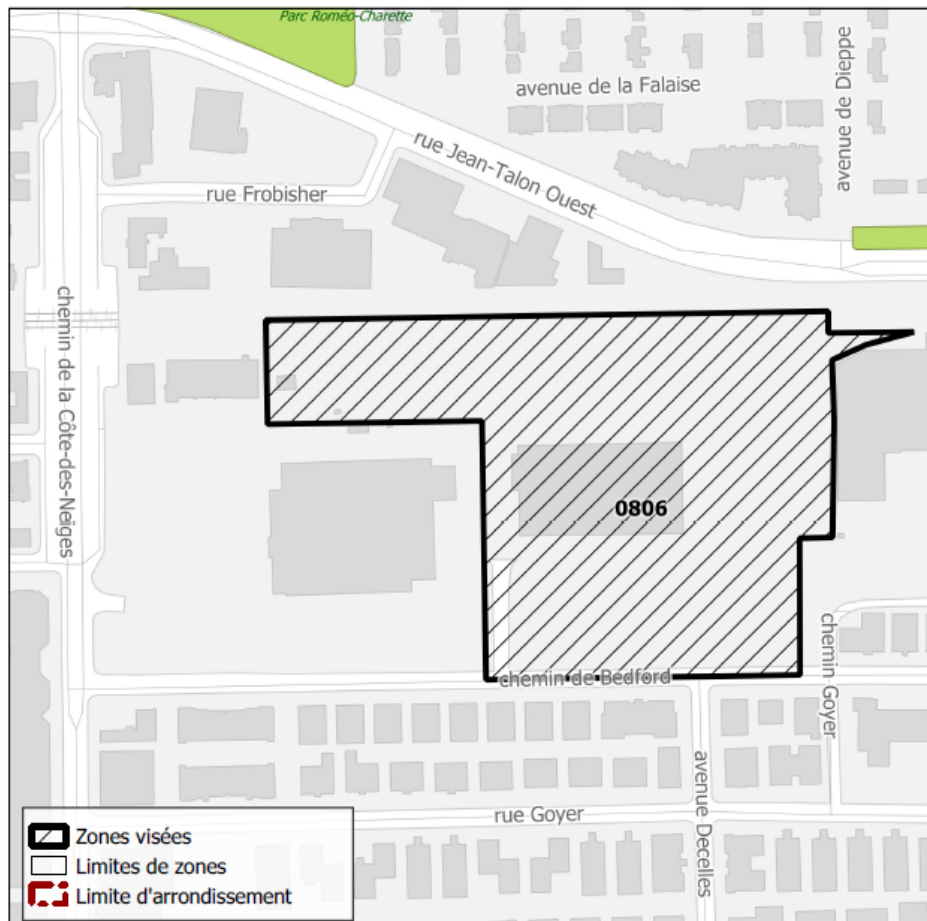 Parc Roméo-Charette
avenue de la Falaise
avenue de Dieppe
rue Jean-Talon Ouest
rue Frobisher
chemin de la Côte-des-Neiges
0806
chemin de Bedford
chemin Goyer
avenue Decelles
rue Goyer
Zones visées
Limites de zones
Limite d'arrondissement